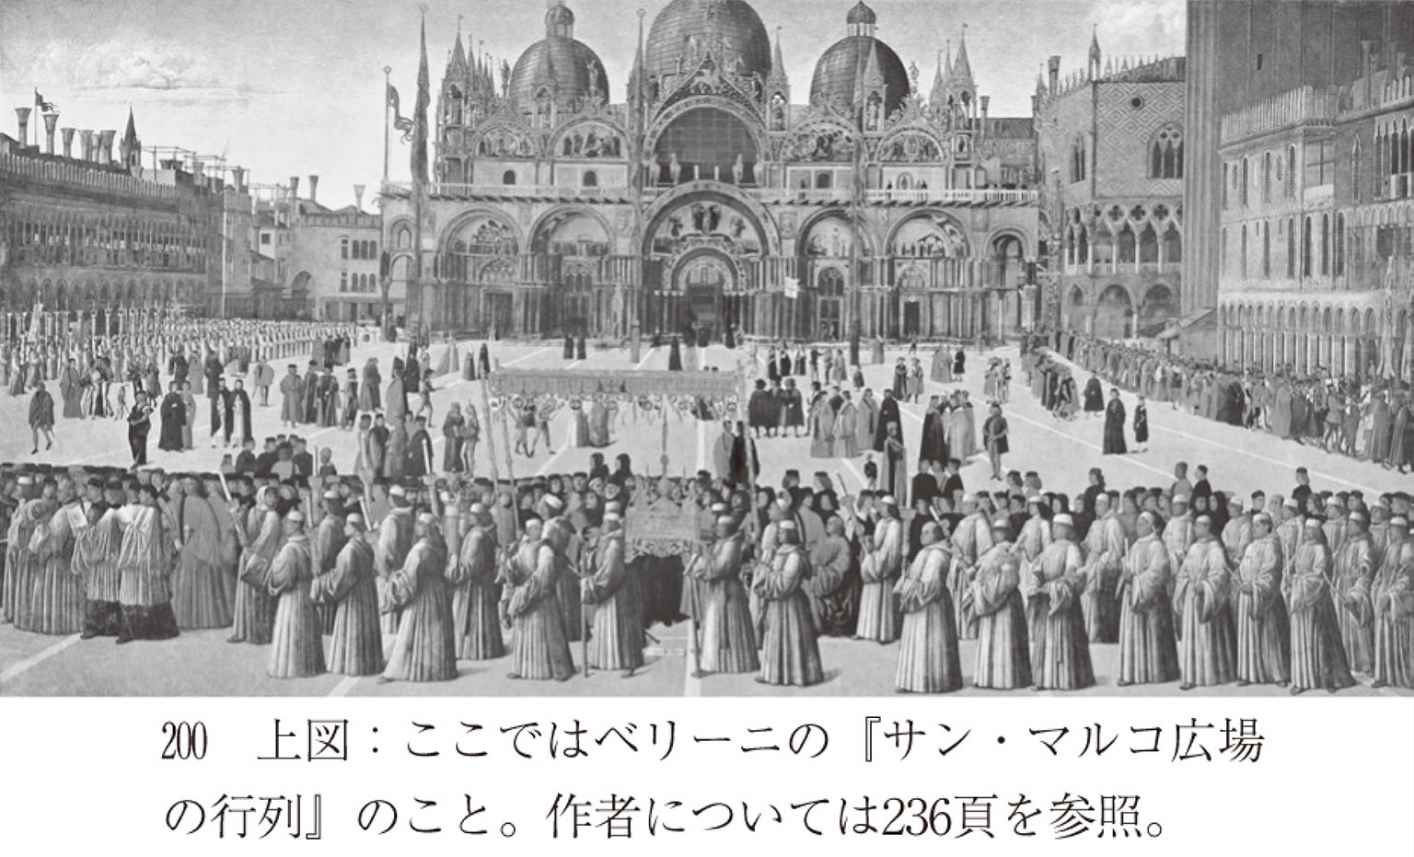 200　上図：ここではベリーニの『サン・マルコ広場
の行列』のこと。作者については236頁を参照。